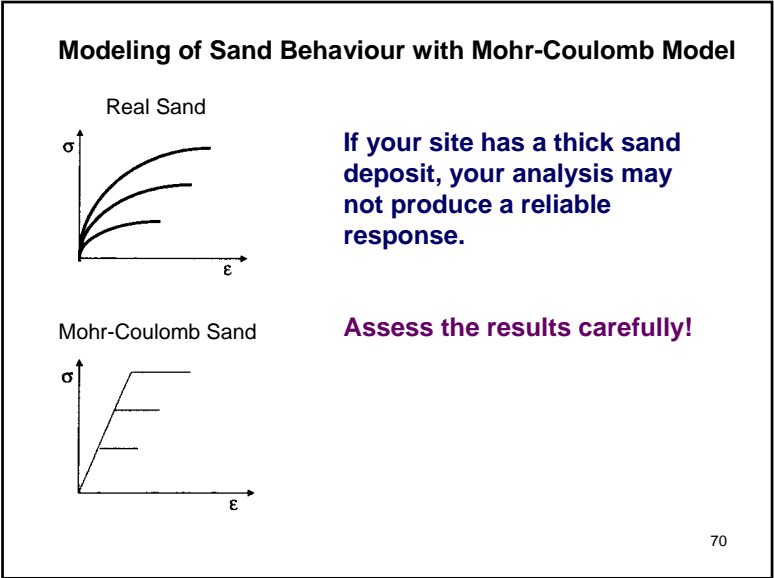 Modeling of Sand Behaviour with Mohr-Coulomb Model
Real Sand
σ
ε
If your site has a thick sand
deposit, your analysis may
not produce a reliable
response.
Mohr-Coulomb Sand
σ
ε
Assess the results carefully!
70